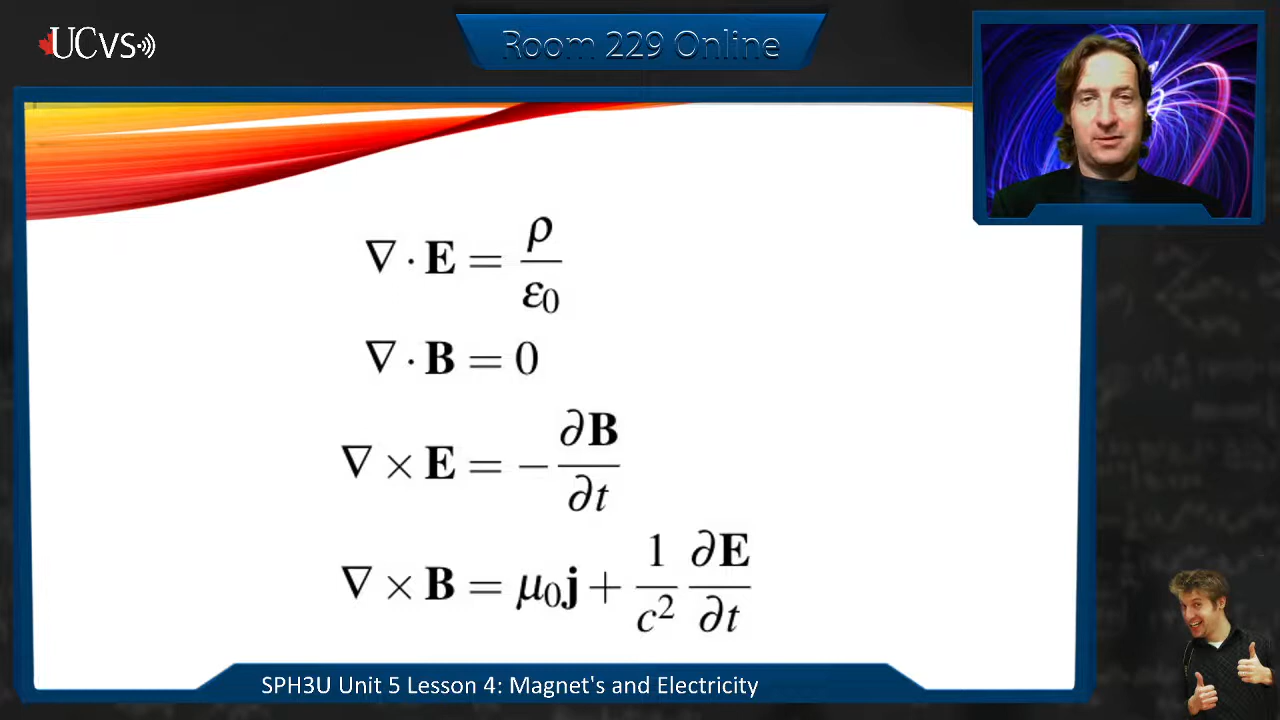 UCvs
Room 229 Online
∇ · E = ρ/ε₀
∇ · B = 0
∇ × E = −∂B/∂t
∇ × B = μ₀j + 1/c² ∂E/∂t
SPH3U Unit 5 Lesson 4: Magnet's and Electricity